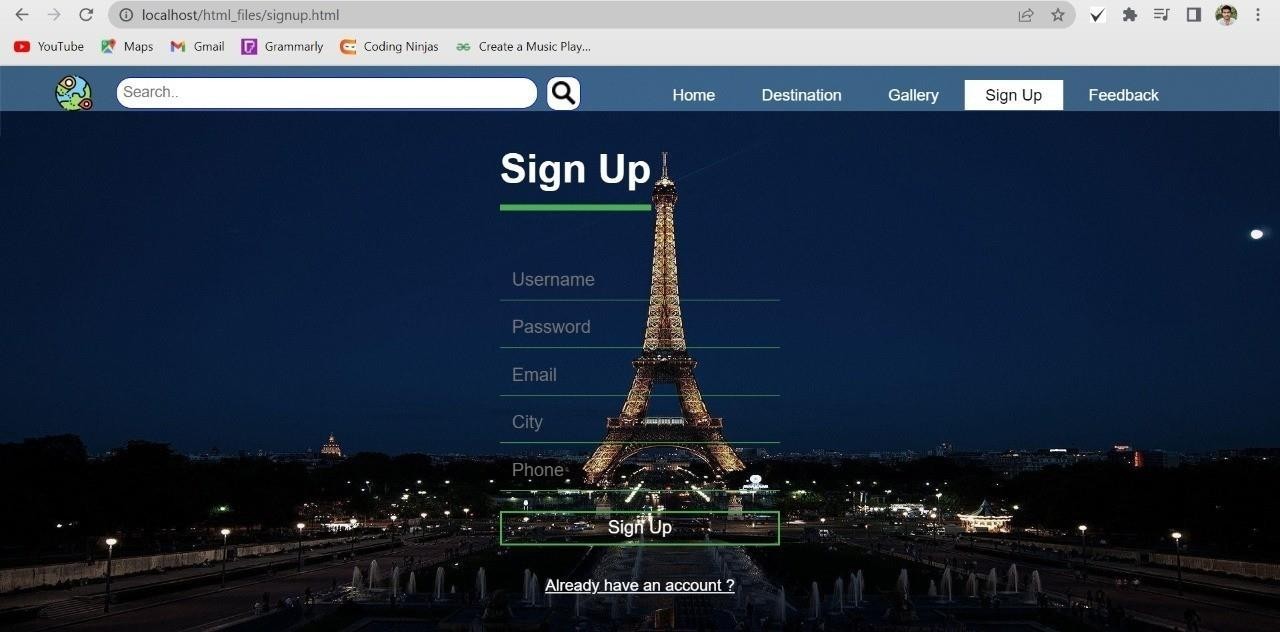 localhost/html_files/signup.html
YouTube Maps Gmail Grammarly Coding Ninjas Create a Music Play...
Search.. Home Destination Gallery Sign Up Feedback
Sign Up
Username
Password
Email
City
Phone
Sign Up
Already have an account ?